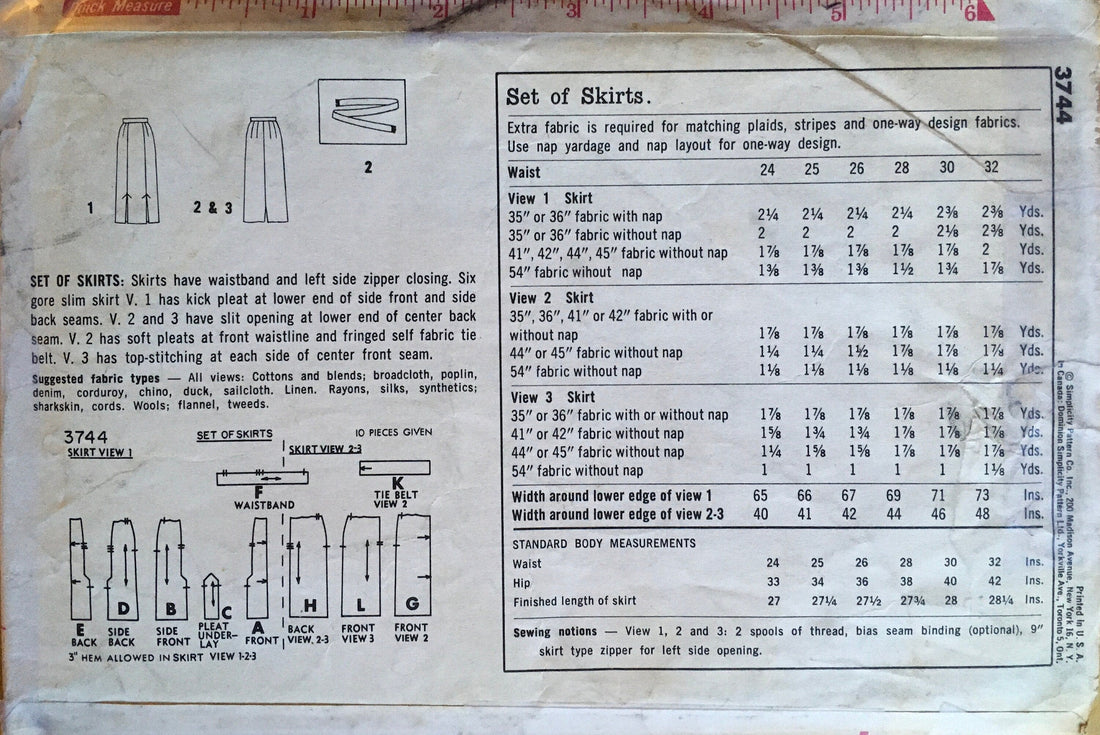 Quick Measure 1 2 3 4 5 6
1
2 & 3
2
SET OF SKIRTS: Skirts have waistband and left side zipper closing. Six
gore slim skirt V. 1 has kick pleat at lower end of side front and side
back seams. V. 2 and 3 have slit opening at lower end of center back
seam. V. 2 has soft pleats at front waistline and fringed self fabric tie
belt. V. 3 has top-stitching at each side of center front seam.
Suggested fabric types — All views: Cottons and blends; broadcloth, poplin,
denim, corduroy, chino, duck, sailcloth. Linen. Rayons, silks, synthetics;
sharkskin, cords. Wools; flannel, tweeds.
3744 SET OF SKIRTS 10 PIECES GIVEN
SKIRT VIEW 1 SKIRT VIEW 2-3
F
WAISTBAND
K
TIE BELT
VIEW 2
E
BACK
D
SIDE
BACK
B
SIDE
FRONT
C
PLEAT
UNDER-
LAY
A
FRONT
H
BACK
VIEW, 2-3
L
FRONT
VIEW 3
G
FRONT
VIEW 2
3" HEM ALLOWED IN SKIRT VIEW 1-2-3
Set of Skirts.
Extra fabric is required for matching plaids, stripes and one-way design fabrics.
Use nap yardage and nap layout for one-way design.
Waist 24 25 26 28 30 32
View 1 Skirt
35" or 36" fabric with nap 2¼ 2¼ 2¼ 2¼ 2⅜ 2⅜ Yds.
35" or 36" fabric without nap 2 2 2 2 2⅛ 2⅜ Yds.
41", 42", 44", 45" fabric without nap 1⅞ 1⅞ 1⅞ 1⅞ 1⅞ 2 Yds.
54" fabric wihout nap 1⅜ 1⅜ 1⅜ 1½ 1¾ 1⅞ Yds.
View 2 Skirt
35", 36", 41" or 42" fabric with or
without nap 1⅞ 1⅞ 1⅞ 1⅞ 1⅞ 1⅞ Yds.
44" or 45" fabric without nap 1¼ 1¼ 1½ 1⅞ 1⅞ 1⅞ Yds.
54" fabric without nap 1⅛ 1⅛ 1⅛ 1⅛ 1⅛ 1¼ Yds.
View 3 Skirt
35" or 36" fabric with or without nap 1⅞ 1⅞ 1⅞ 1⅞ 1⅞ 1⅞ Yds.
41" or 42" fabric without nap 1⅝ 1¾ 1¾ 1⅞ 1⅞ 1⅞ Yds.
44" or 45" fabric without nap 1¼ 1⅝ 1⅝ 1⅞ 1⅞ 1⅞ Yds.
54" fabric without nap 1 1 1 1 1 1⅛ Yds.
Width around lower edge of view 1 65 66 67 69 71 73 Ins.
Width around lower edge of view 2-3 40 41 42 44 46 48 Ins.
STANDARD BODY MEASUREMENTS
Waist 24 25 26 28 30 32 Ins.
Hip 33 34 36 38 40 42 Ins.
Finished length of skirt 27 27¼ 27½ 27¾ 28 28¼ Ins.
Sewing notions — View 1, 2 and 3: 2 spools of thread, bias seam binding (optional), 9"
skirt type zipper for left side opening.
3744
© Simplicity Pattern Co. Inc., 200 Madison Avenue, New York 16, N. Y.
In Canada: Dominion Simplicity Pattern Ltd., Yorkville Ave., Toronto 5, Ont.
Printed in U. S. A.